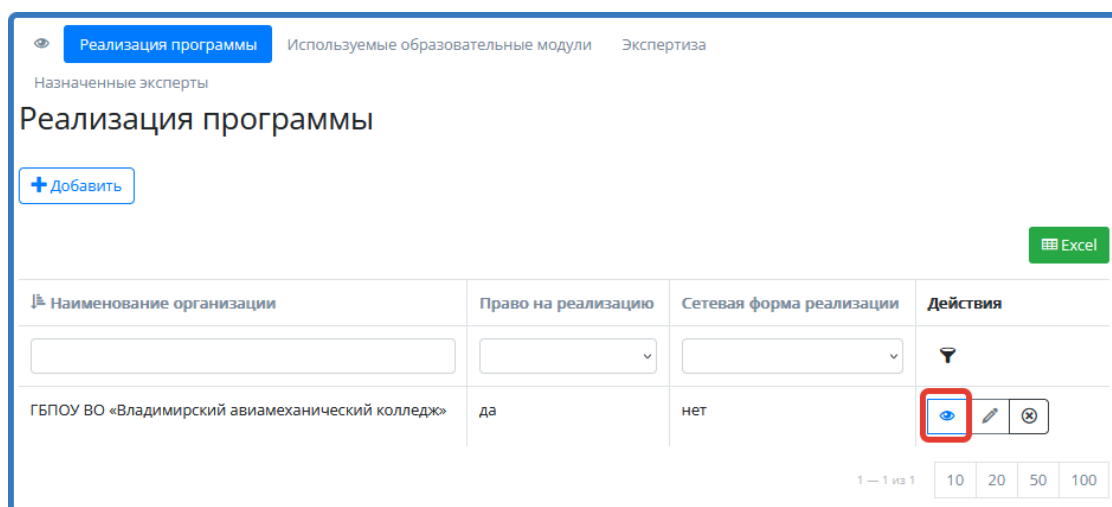 Реализация программы Используемые образовательные модули Экспертиза
Назначенные эксперты
Реализация программы
Добавить
Excel
Наименование организации Право на реализацию Сетевая форма реализации Действия
ГБПОУ ВО «Владимирский авиамеханический колледж» да нет
1 — 1 из 1 10 20 50 100